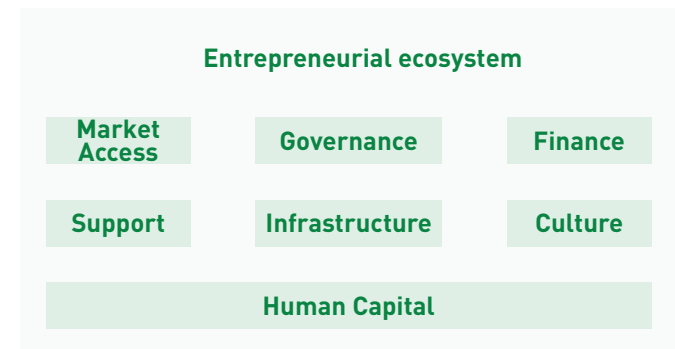 Entrepreneurial ecosystem
Market
Access
Governance
Finance
Support
Infrastructure
Culture
Human Capital